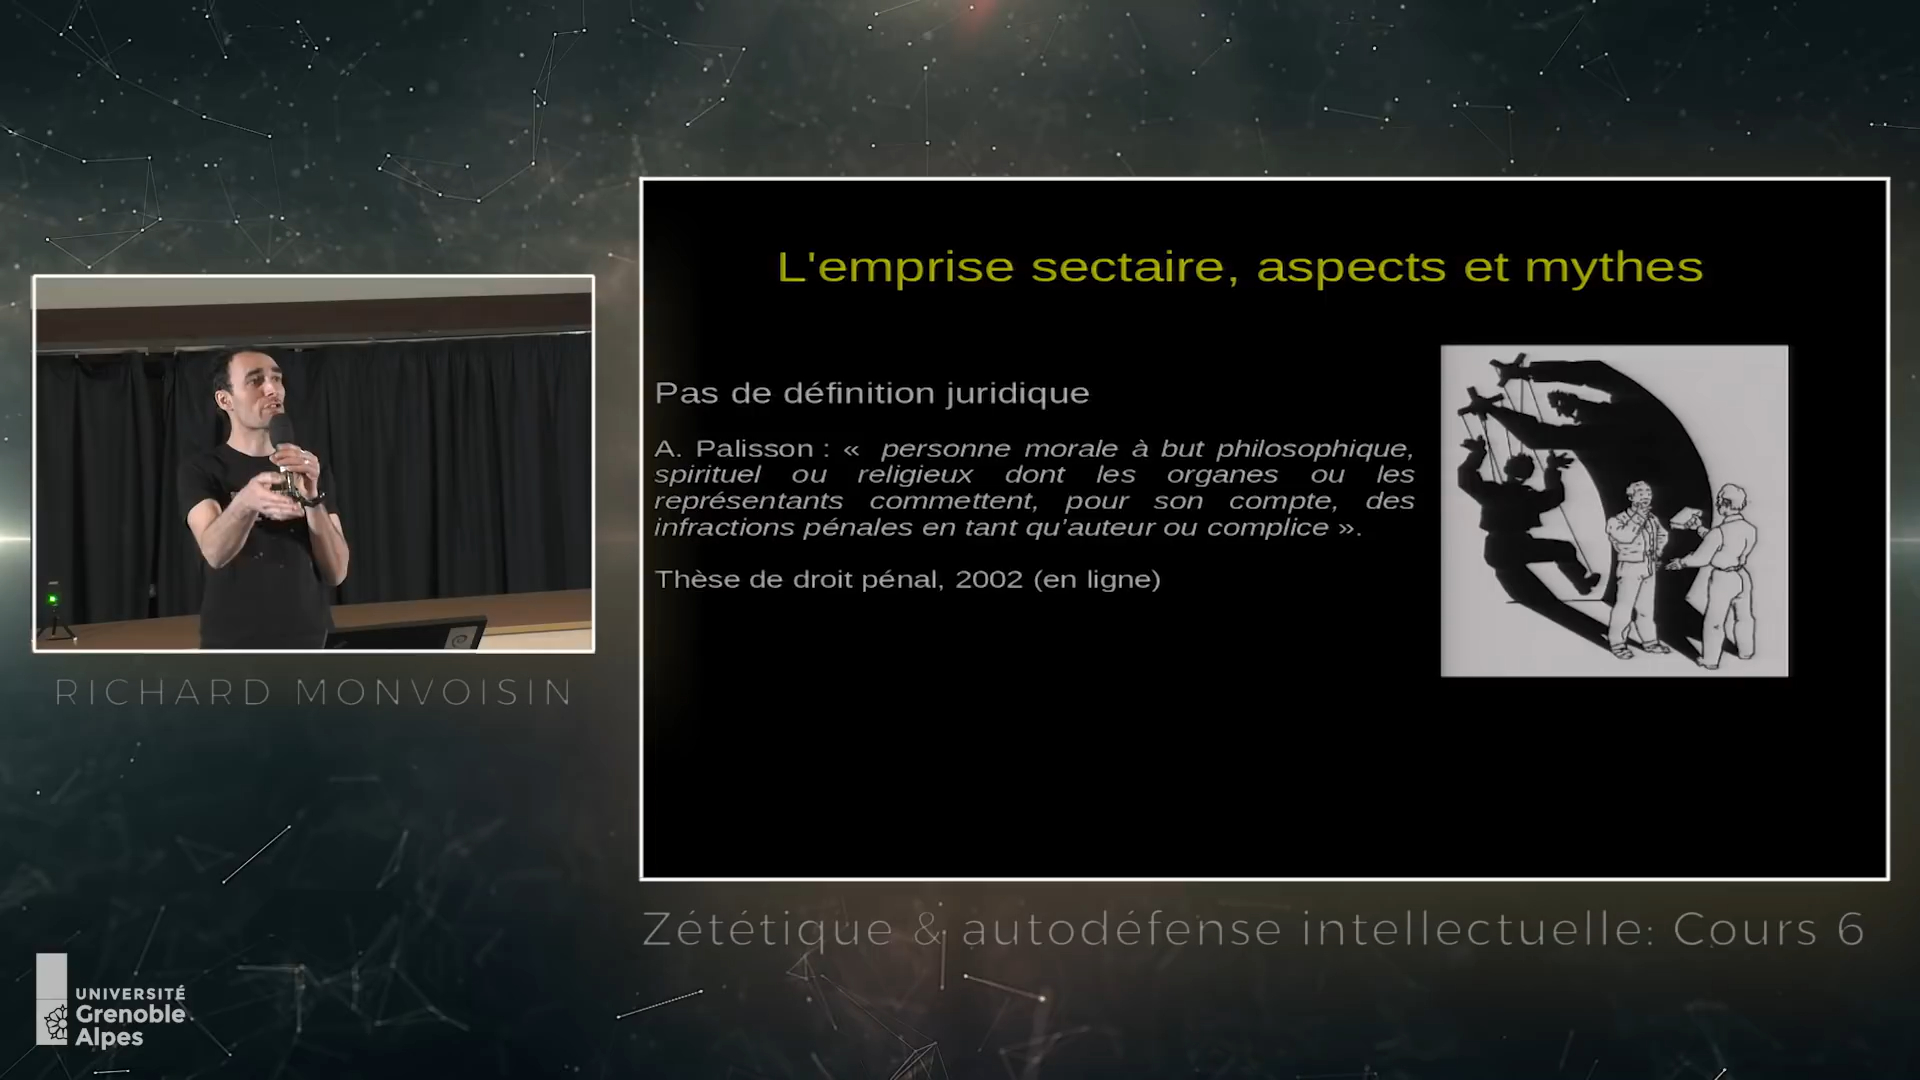 L'emprise sectaire, aspects et mythes
Pas de définition juridique
A. Palisson : « personne morale à but philosophique,
spirituel ou religieux dont les organes ou les
représentants commettent, pour son compte, des
infractions pénales en tant qu'auteur ou complice ».
Thèse de droit pénal, 2002 (en ligne)
RICHARD MONVOISIN
Zététique & autodéfense intellectuelle: Cours 6
UNIVERSITÉ
Grenoble
Alpes